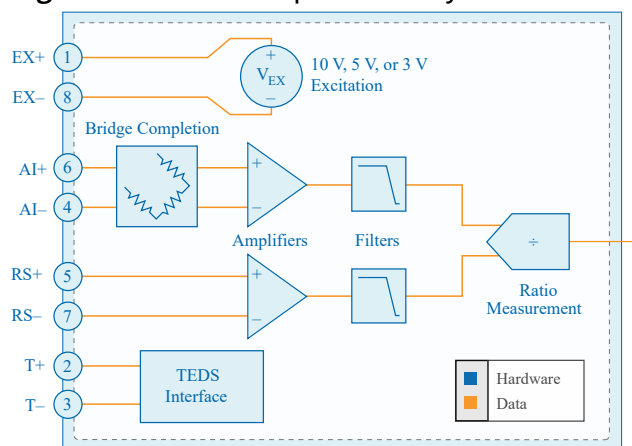 EX+ 1
EX– 8
+
V EX
–
10 V, 5 V, or 3 V
Excitation
Bridge Completion
AI+ 6
AI– 4
+
–
Amplifiers
Filters
RS+ 5
RS– 7
+
–
÷
Ratio
Measurement
T+ 2
T– 3
TEDS
Interface
Hardware
Data